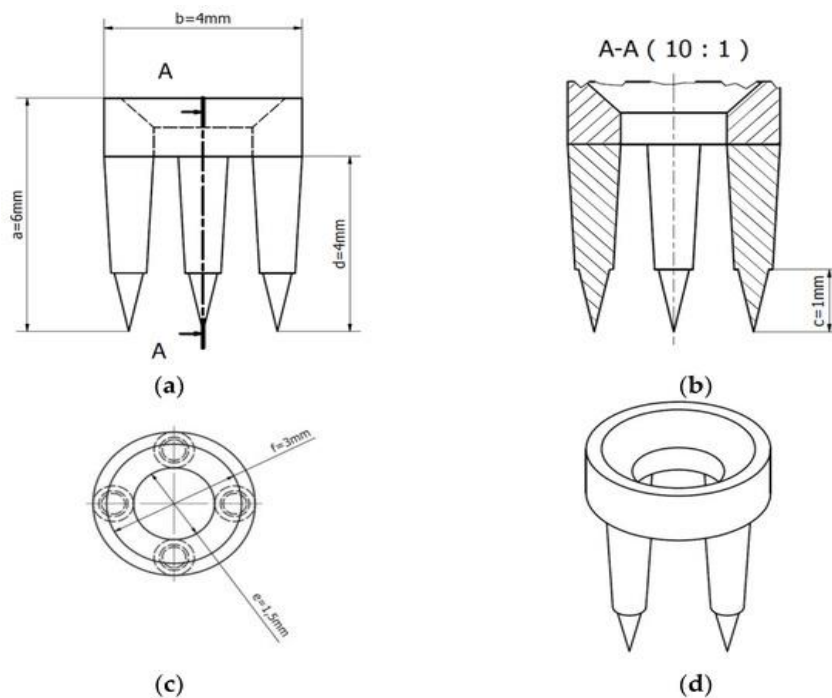 b=4mm
A
a=6mm
d=4mm
A
(a)
A-A ( 10 : 1 )
c=1mm
(b)
f=3mm
e=1,5mm
(c)
(d)